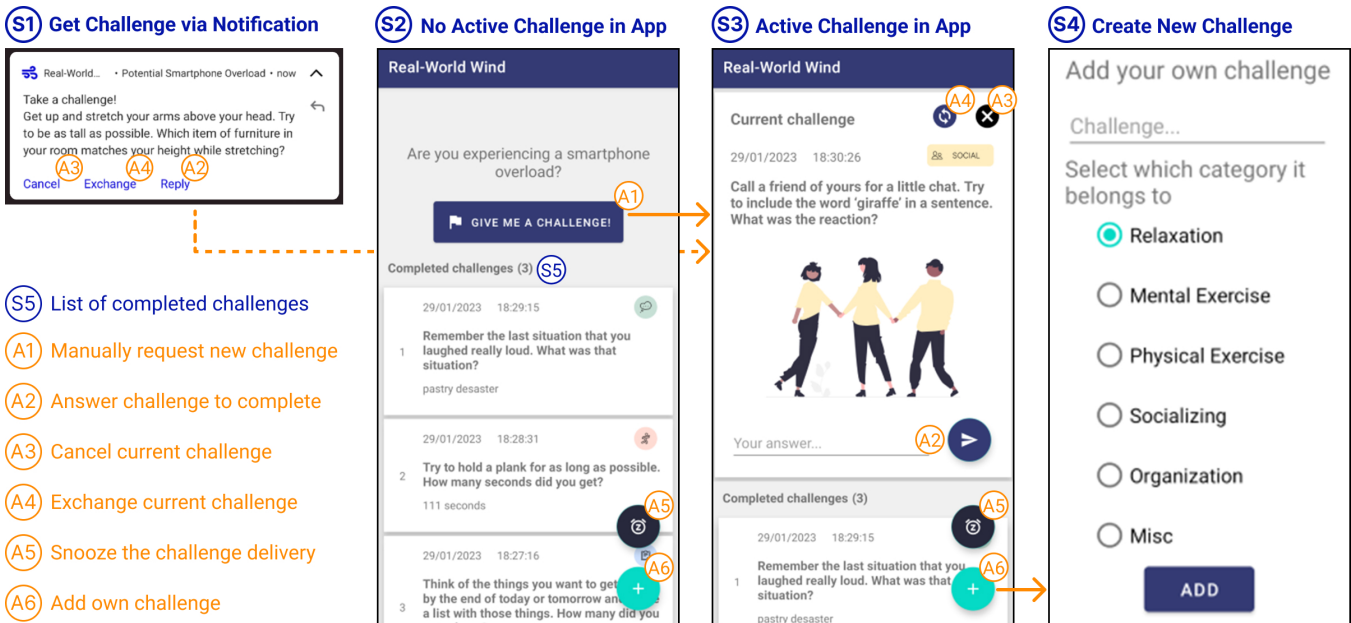 S1 Get Challenge via Notification
Real-World... • Potential Smartphone Overload • now
Take a challenge!
Get up and stretch your arms above your head. Try
to be as tall as possible. Which item of furniture in
your room matches your height while stretching?
A3 A4 A2
Cancel Exchange Reply
S5 List of completed challenges
A1 Manually request new challenge
A2 Answer challenge to complete
A3 Cancel current challenge
A4 Exchange current challenge
A5 Snooze the challenge delivery
A6 Add own challenge
S2 No Active Challenge in App
Real-World Wind
Are you experiencing a smartphone
overload?
A1
GIVE ME A CHALLENGE!
Completed challenges (3) S5
29/01/2023 18:29:15
Remember the last situation that you
1 laughed really loud. What was that
situation?
pastry desaster
29/01/2023 18:28:31
Try to hold a plank for as long as possible.
2 How many seconds did you get?
111 seconds
A5
29/01/2023 18:27:16
A6
Think of the things you want to get
by the end of today or tomorrow
3 a list with those things. How many did you
S3 Active Challenge in App
Real-World Wind
A4 A3
Current challenge
29/01/2023 18:30:26 SOCIAL
Call a friend of yours for a little chat. Try
to include the word ‘giraffe’ in a sentence.
What was the reaction?
Your answer... A2
Completed challenges (3)
A5
29/01/2023 18:29:15
Remember the last situation that you
A6
1 laughed really loud. What was that
situation?
pastry desaster
S4 Create New Challenge
Add your own challenge
Challenge...
Select which category it
belongs to
Relaxation
Mental Exercise
Physical Exercise
Socializing
Organization
Misc
ADD